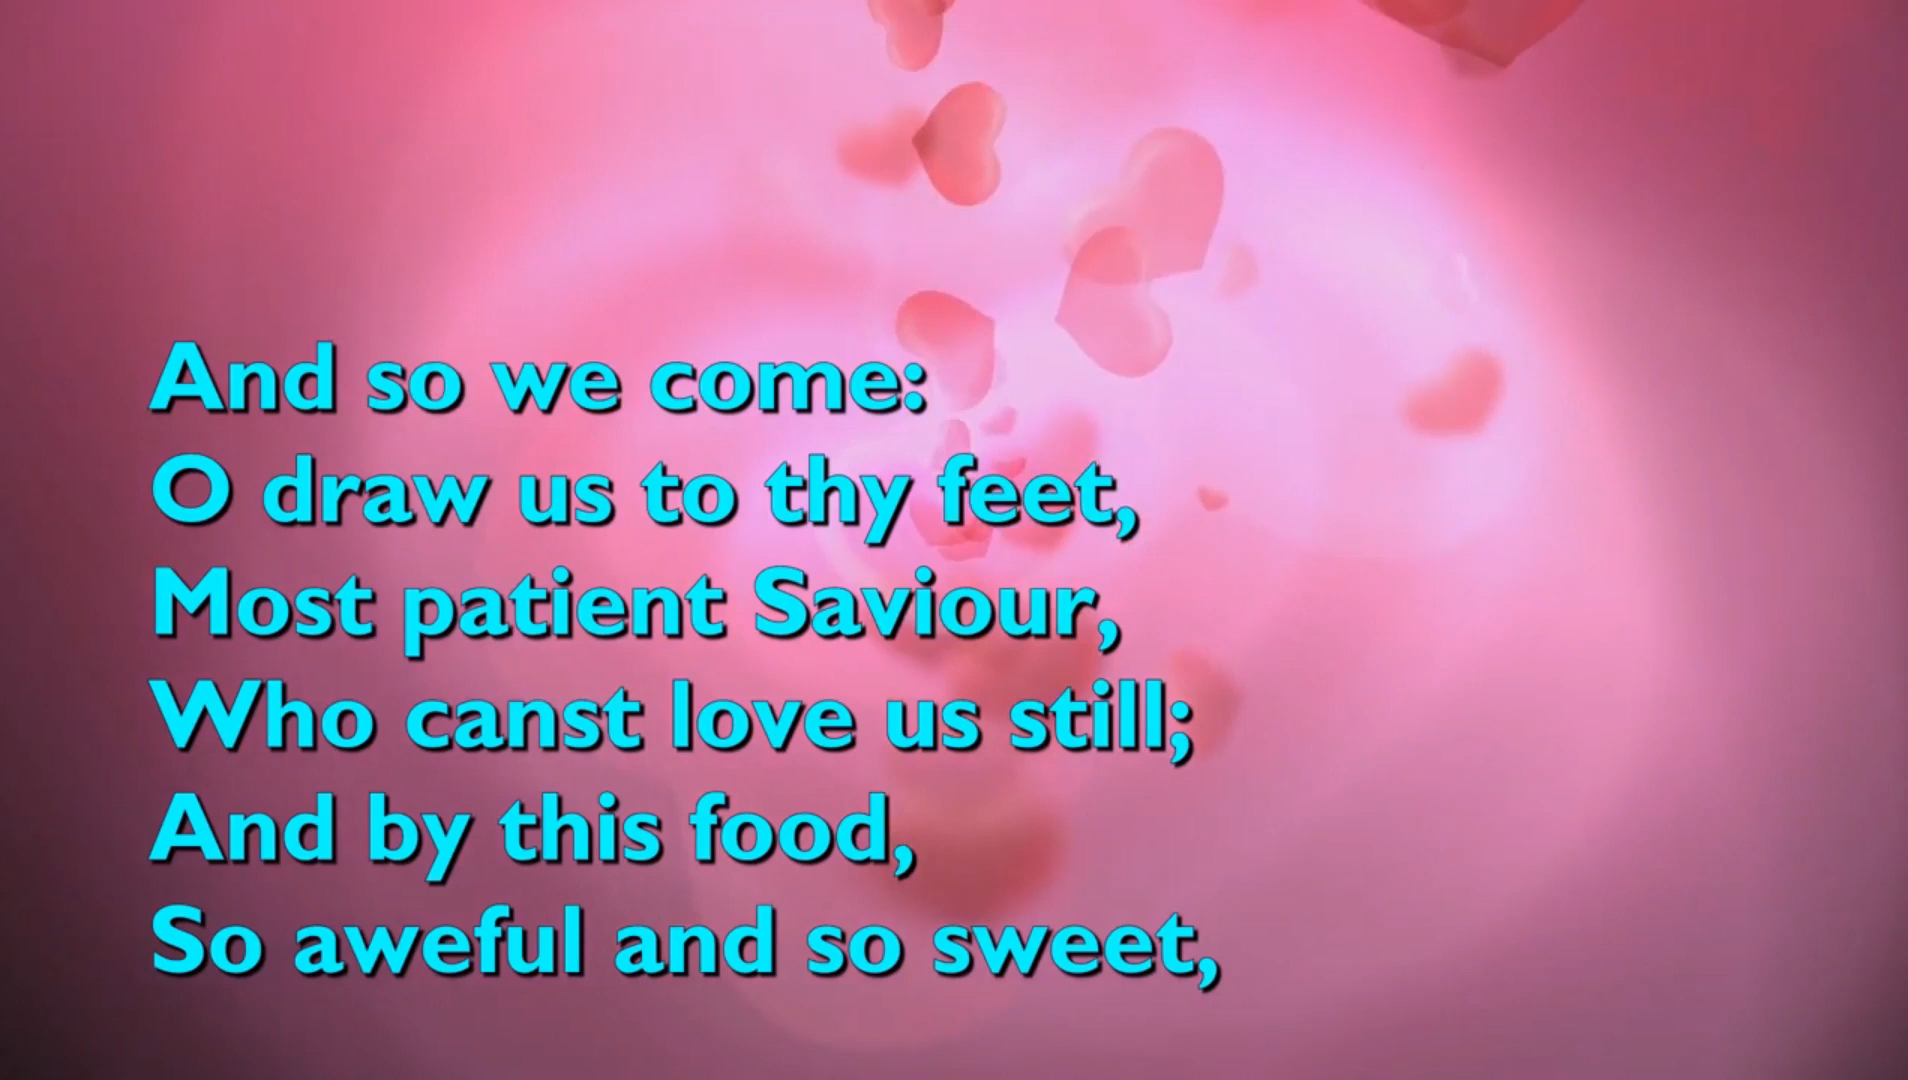 And so we come:
O draw us to thy feet,
Most patient Saviour,
Who canst love us still;
And by this food,
So aweful and so sweet,